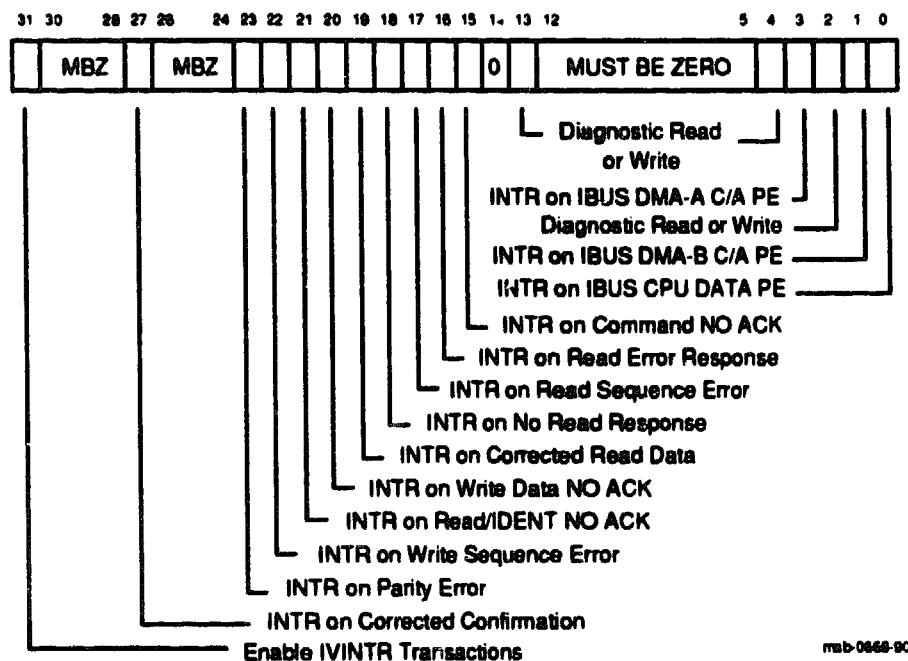 31 30 28 27 26 24 23 22 21 20 19 18 17 16 15 14 13 12 5 4 3 2 1 0
MBZ MBZ 0 MUST BE ZERO
Diagnostic Read
or Write
INTR on IBUS DMA-A C/A PE
Diagnostic Read or Write
INTR on IBUS DMA-B C/A PE
INTR on IBUS CPU DATA PE
INTR on Command NO ACK
INTR on Read Error Response
INTR on Read Sequence Error
INTR on No Read Response
INTR on Corrected Read Data
INTR on Write Data NO ACK
INTR on Read/IDENT NO ACK
INTR on Write Sequence Error
INTR on Parity Error
INTR on Corrected Confirmation
Enable IVINTR Transactions
msb-0668-90